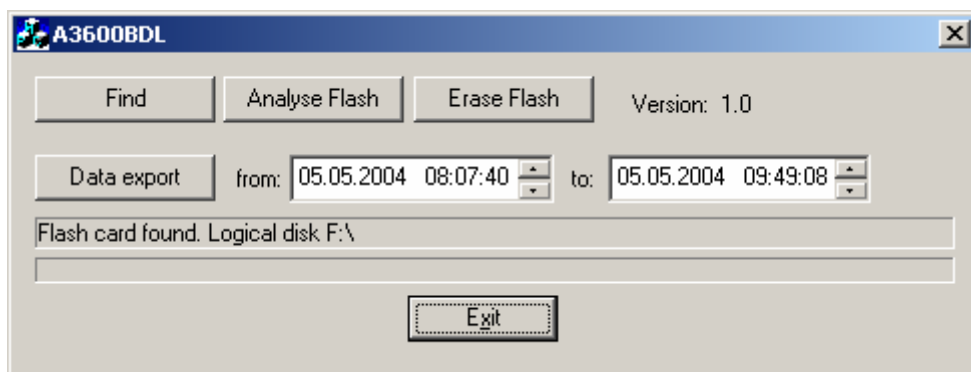 A3600BDL
Find Analyse Flash Erase Flash Version: 1.0
Data export from: 05.05.2004 08:07:40 to: 05.05.2004 09:49:08
Flash card found. Logical disk F:\
Exit